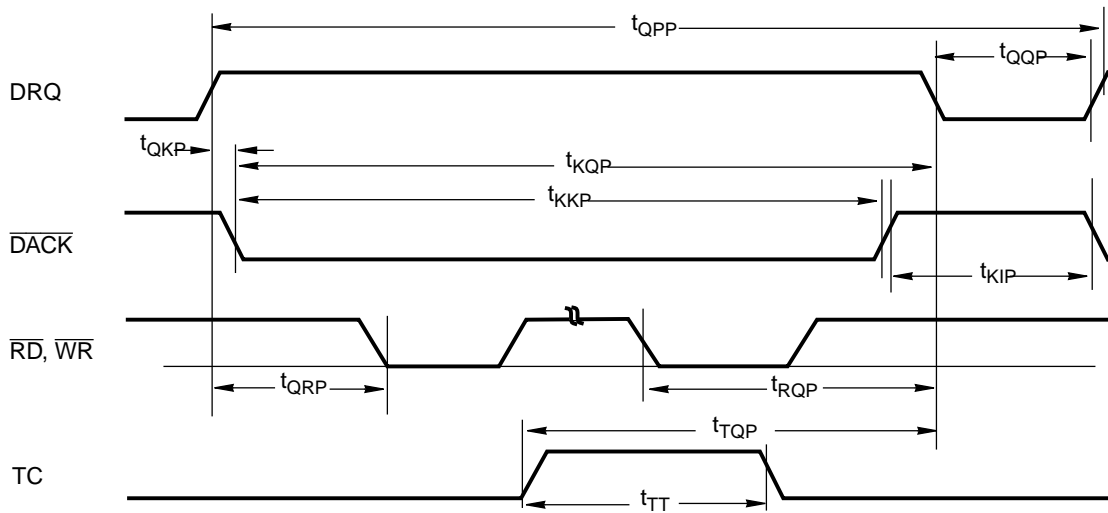 tQPP
tQQP
DRQ
tQKP
tKQP
tKKP
DACK
tKIP
RD, WR
tQRP
tRQP
tTQP
TC
tTT